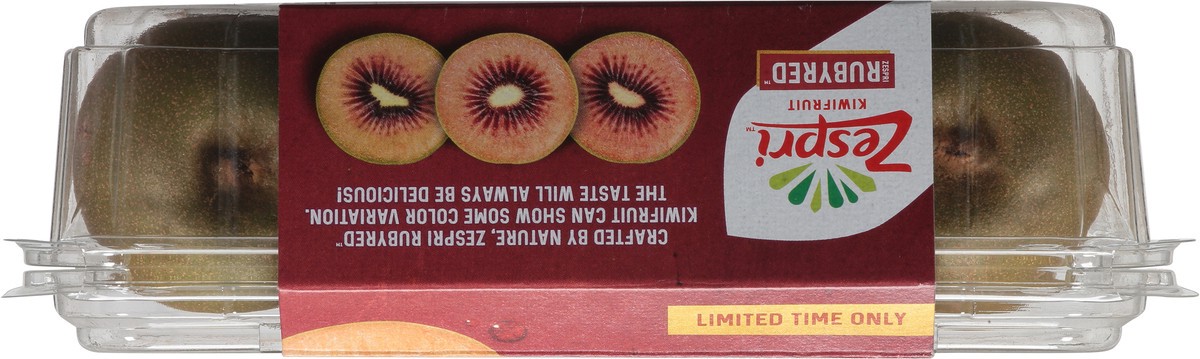 Zespri™
KIWIFRUIT
ZESPRI
RUBYRED™
CRAFTED BY NATURE, ZESPRI RUBYRED™
KIWIFRUIT CAN SHOW SOME COLOR VARIATION.
THE TASTE WILL ALWAYS BE DELICIOUS!
LIMITED TIME ONLY